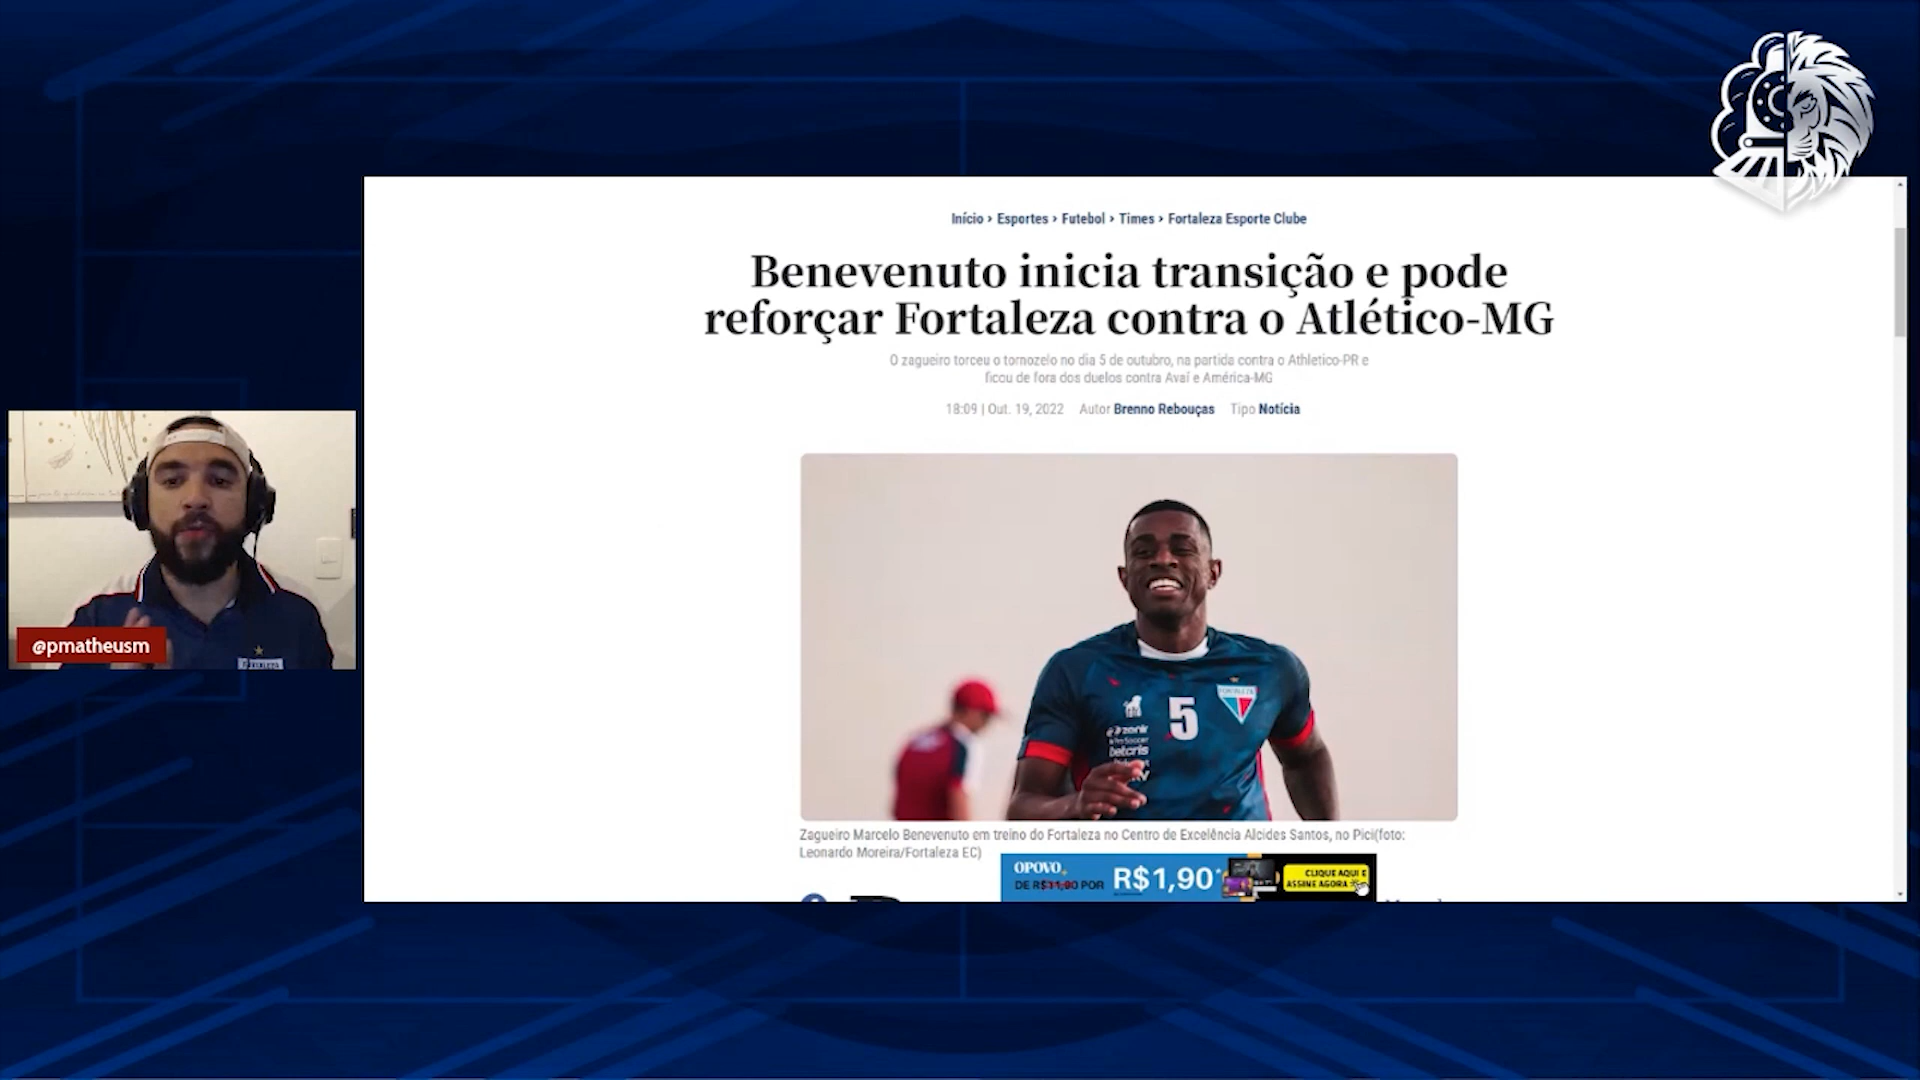 Início › Esportes › Futebol › Times › Fortaleza Esporte Clube
Benevenuto inicia transição e pode
reforçar Fortaleza contra o Atlético-MG
O zagueiro torceu o tornozelo no dia 5 de outubro, na partida contra o Athletico-PR e
ficou de fora dos duelos contra Avaí e América-MG
18:09 | Out. 19, 2022 Autor Brenno Rebouças Tipo Notícia
@pmatheusm
FORTALEZA
5
zenir
betcris
Zagueiro Marcelo Benevenuto em treino do Fortaleza no Centro de Excelência Alcides Santos, no Pici(foto:
Leonardo Moreira/Fortaleza EC)
OPOVO+
POR
R$1,90*
CLIQUE AQUI E
ASSINE AGORA